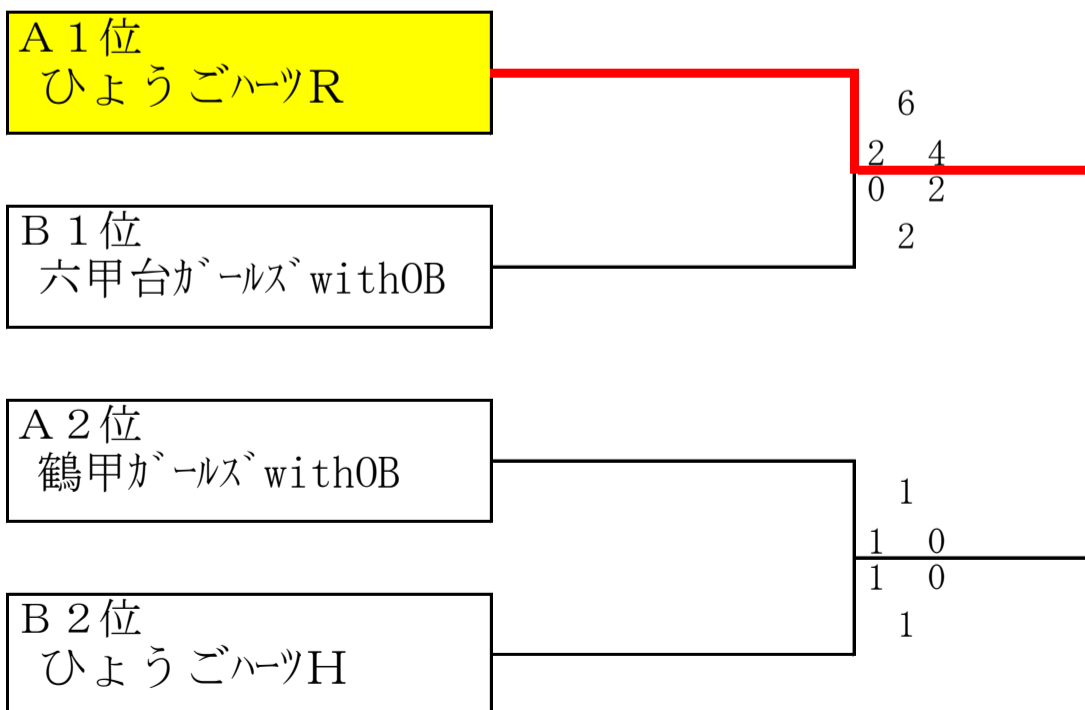 Ａ１位
ひょうごﾊｰﾂＲ
6
2 4
0 2
2
Ｂ１位
六甲台ｶﾞｰﾙｽﾞwithOB
Ａ２位
鶴甲ｶﾞｰﾙｽﾞwithOB
1
1 0
1 0
1
Ｂ２位
ひょうごﾊｰﾂＨ